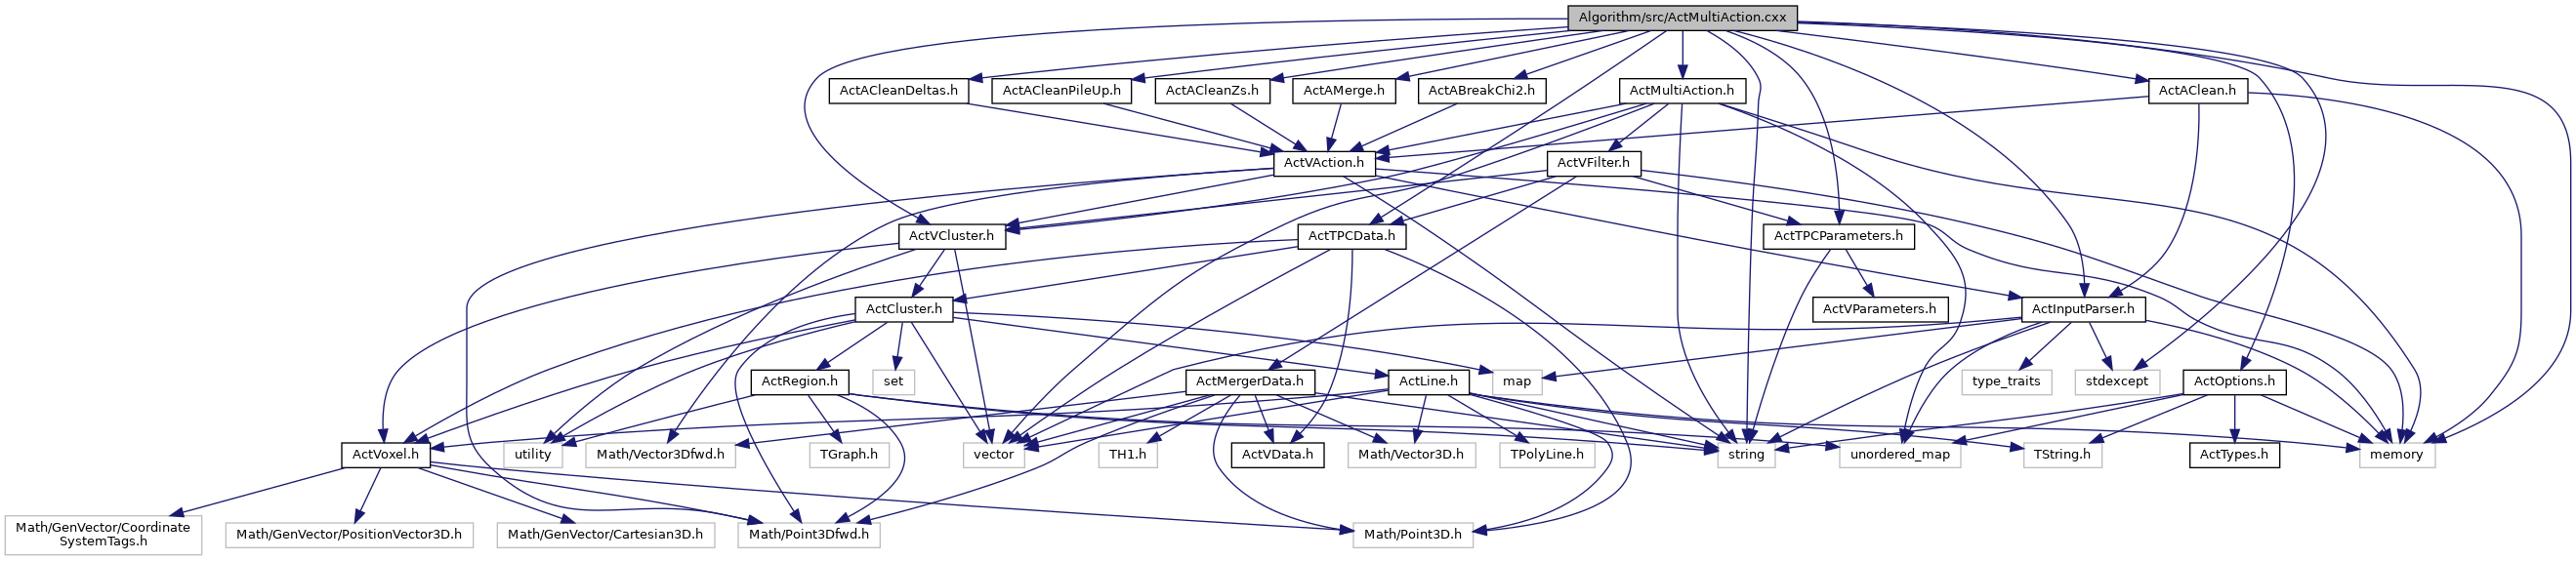 Algorithm/src/ActMultiAction.cxx
ActACleanDeltas.h
ActACleanPileUp.h
ActACleanZs.h
ActAMerge.h
ActABreakChi2.h
ActMultiAction.h
ActAClean.h
ActVAction.h
ActVFilter.h
ActVCluster.h
ActTPCData.h
ActTPCParameters.h
ActCluster.h
ActVParameters.h
ActInputParser.h
ActRegion.h
set
ActMergerData.h
ActLine.h
map
type_traits
stdexcept
ActOptions.h
ActVoxel.h
utility
Math/Vector3Dfwd.h
TGraph.h
vector
TH1.h
ActVData.h
Math/Vector3D.h
TPolyLine.h
string
unordered_map
TString.h
ActTypes.h
memory
Math/GenVector/Coordinate
SystemTags.h
Math/GenVector/PositionVector3D.h
Math/GenVector/Cartesian3D.h
Math/Point3Dfwd.h
Math/Point3D.h